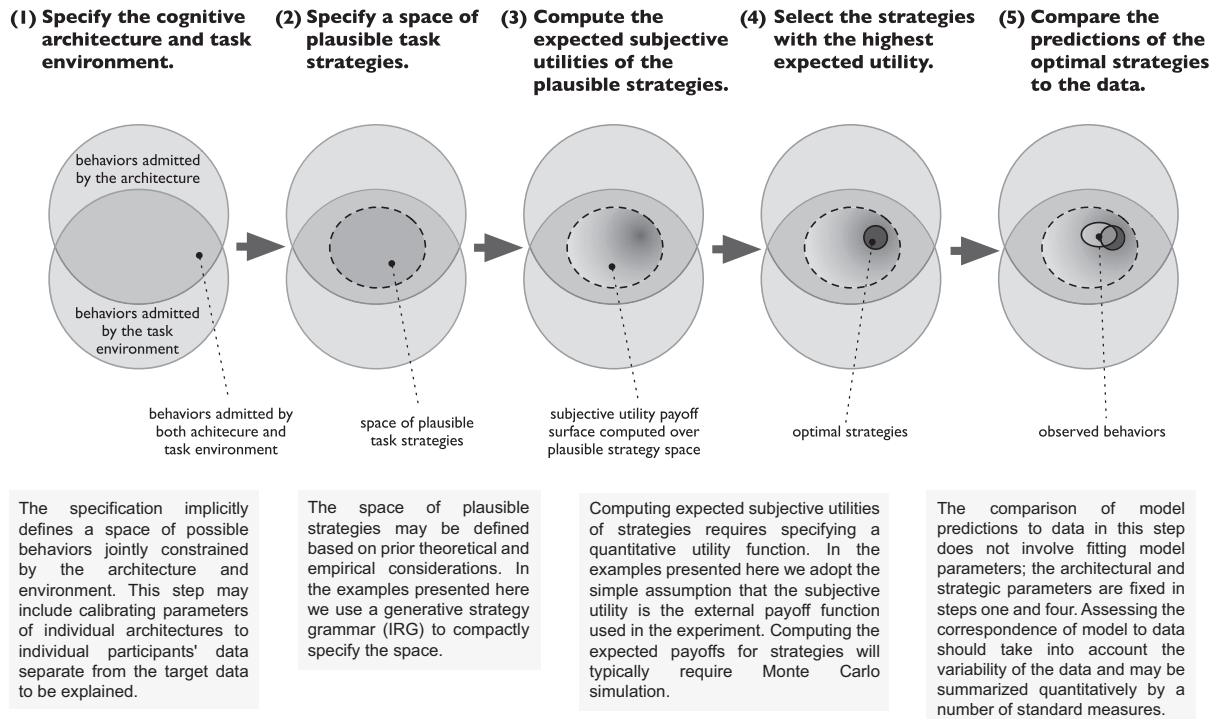 (1) Specify the cognitive
architecture and task
environment.
(2) Specify a space of
plausible task
strategies.
(3) Compute the
expected subjective
utilities of the
plausible strategies.
(4) Select the strategies
with the highest
expected utility.
(5) Compare the
predictions of the
optimal strategies
to the data.
behaviors admitted
by the architecture
behaviors admitted
by the task
environment
behaviors admitted by
both achitecure and
task environment
space of plausible
task strategies
subjective utility payoff
surface computed over
plausible strategy space
optimal strategies
observed behaviors
The specification implicitly
defines a space of possible
behaviors jointly constrained
by the architecture and
environment. This step may
include calibrating parameters
of individual architectures to
individual participants' data
separate from the target data
to be explained.
The space of plausible
strategies may be defined
based on prior theoretical and
empirical considerations. In
the examples presented here
we use a generative strategy
grammar (IRG) to compactly
specify the space.
Computing expected subjective utilities
of strategies requires specifying a
quantitative utility function. In the
examples presented here we adopt the
simple assumption that the subjective
utility is the external payoff function
used in the experiment. Computing the
expected payoffs for strategies will
typically require Monte Carlo
simulation.
The comparison of model
predictions to data in this step
does not involve fitting model
parameters; the architectural and
strategic parameters are fixed in
steps one and four. Assessing the
correspondence of model to data
should take into account the
variability of the data and may be
summarized quantitatively by a
number of standard measures.